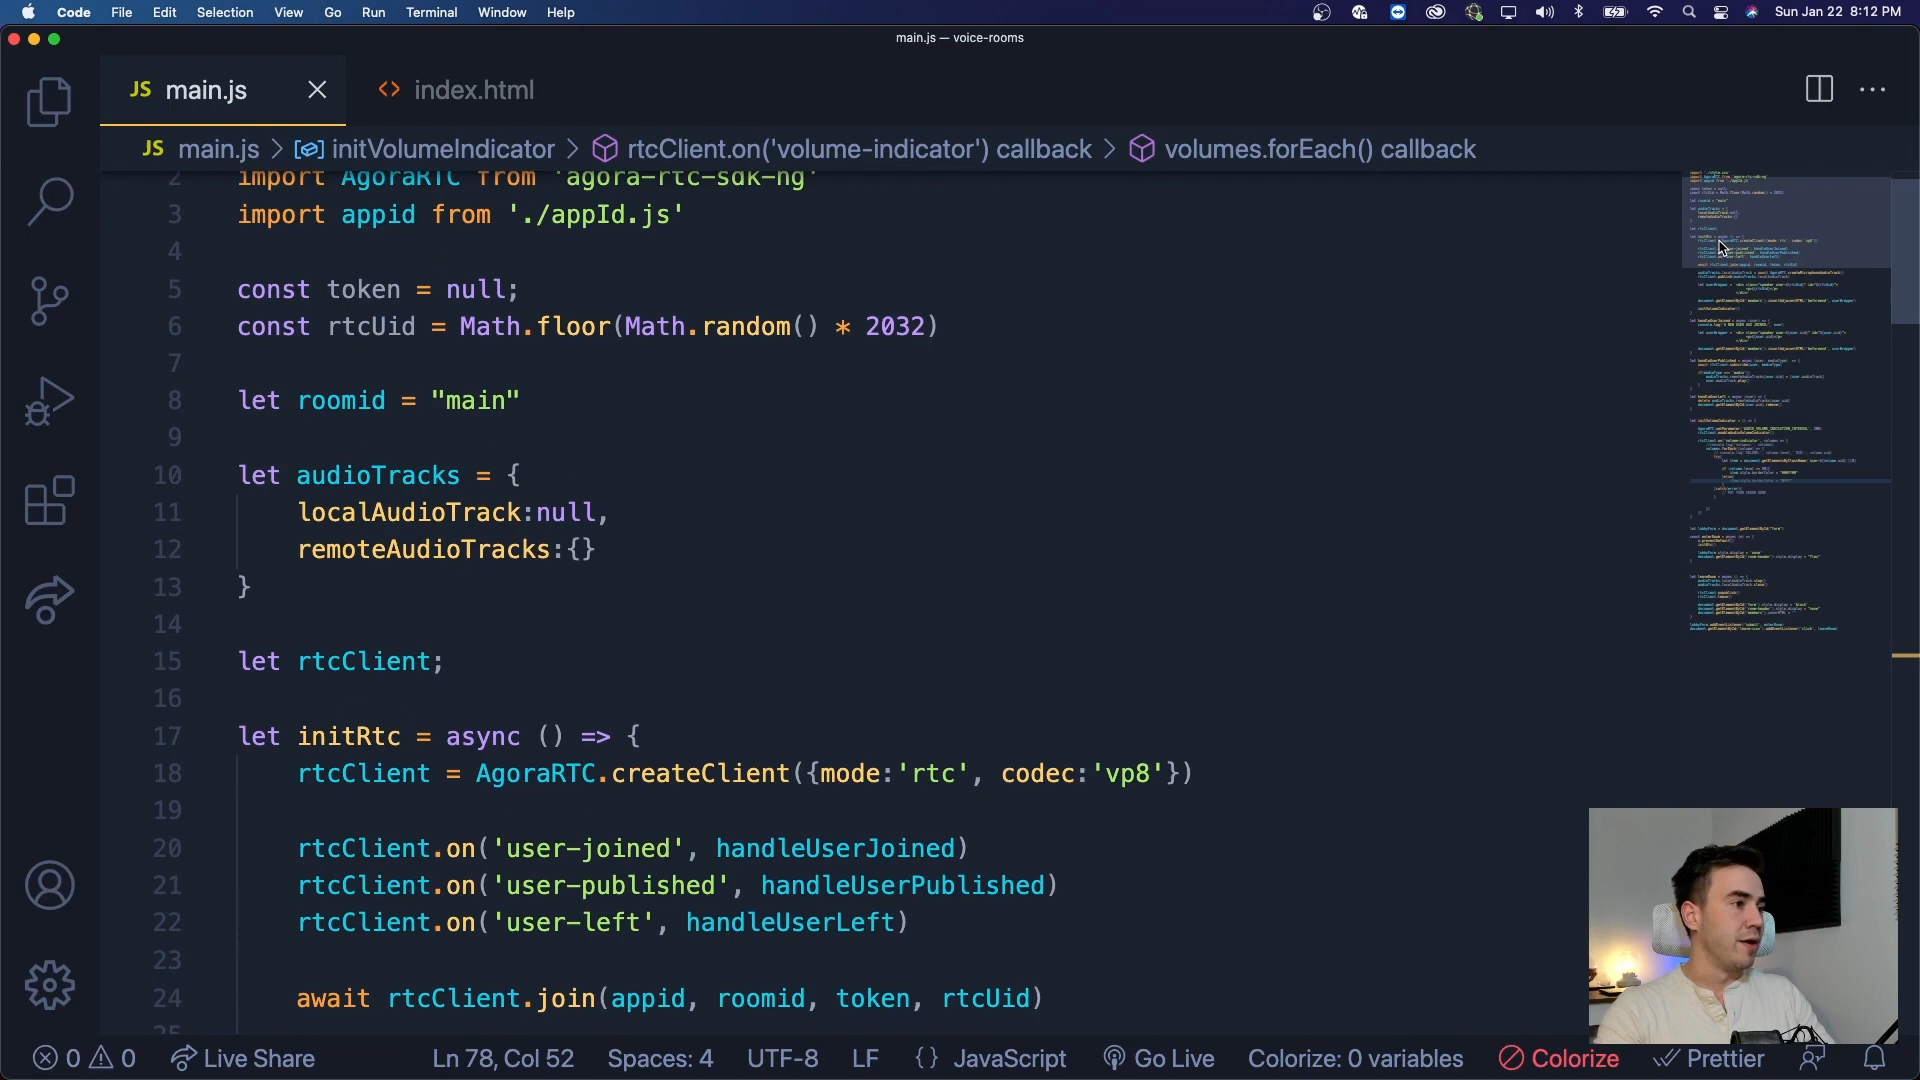 Code File Edit Selection View Go Run Terminal Window Help Sun Jan 22 8:12 PM
main.js — voice-rooms
JS main.js index.html
JS main.js > initVolumeIndicator > rtcClient.on('volume-indicator') callback > volumes.forEach() callback
2 import AgoraRTC from 'agora-rtc-sdk-ng'
3 import appid from './appId.js'
4
5 const token = null;
6 const rtcUid = Math.floor(Math.random() * 2032)
7
8 let roomid = "main"
9
10 let audioTracks = {
11 localAudioTrack:null,
12 remoteAudioTracks:{}
13 }
14
15 let rtcClient;
16
17 let initRtc = async () => {
18 rtcClient = AgoraRTC.createClient({mode:'rtc', codec:'vp8'})
19
20 rtcClient.on('user-joined', handleUserJoined)
21 rtcClient.on('user-published', handleUserPublished)
22 rtcClient.on('user-left', handleUserLeft)
23
24 await rtcClient.join(appid, roomid, token, rtcUid)
25
0 0 Live Share Ln 78, Col 52 Spaces: 4 UTF-8 LF {} JavaScript Go Live Colorize: 0 variables Colorize Prettier